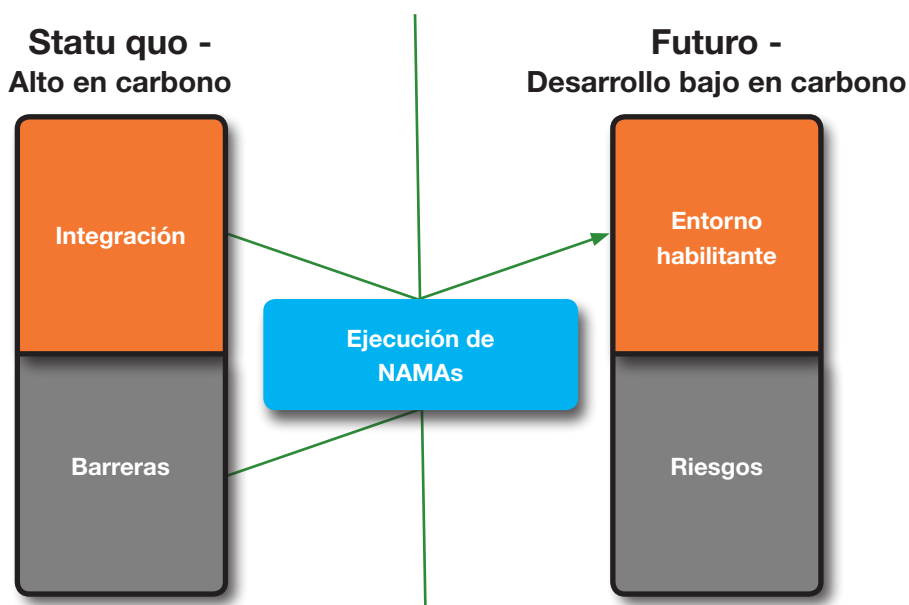 Statu quo -
Alto en carbono
Futuro -
Desarrollo bajo en carbono
Integración
Entorno
habilitante
Ejecución de
NAMAs
Barreras
Riesgos